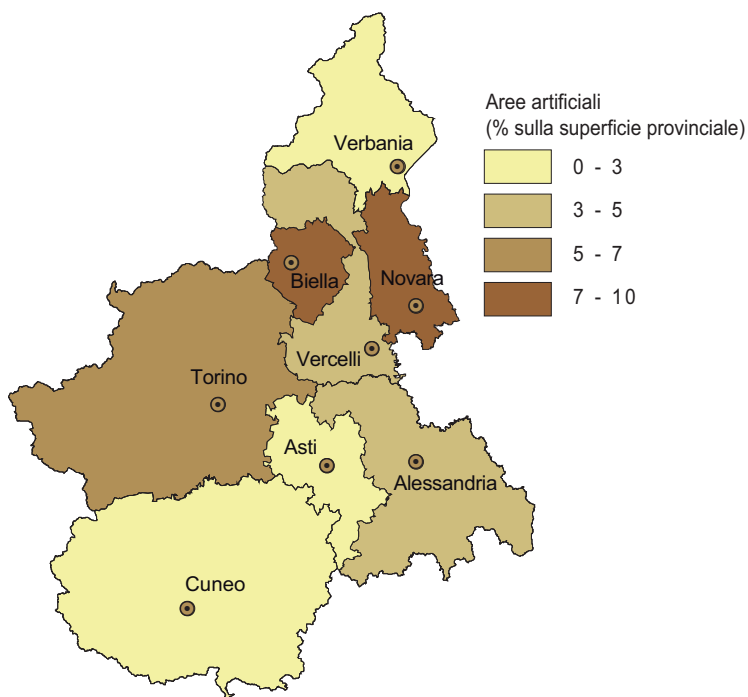 Aree artificiali
(% sulla superficie provinciale)
0 - 3
3 - 5
5 - 7
7 - 10
Verbania
Biella
Novara
Vercelli
Torino
Asti
Alessandria
Cuneo